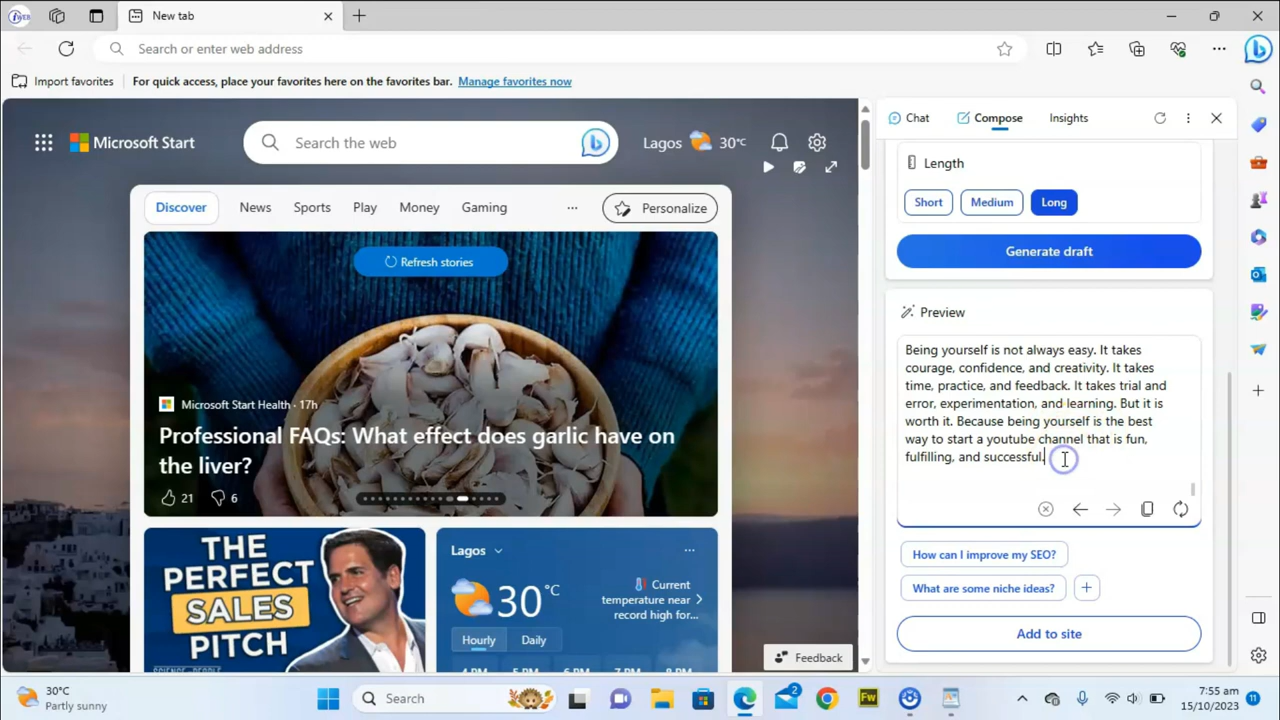 iWEB
New tab
Search or enter web address
Import favorites
For quick access, place your favorites here on the favorites bar.
Manage favorites now
Microsoft Start
Search the web
Lagos
30°C
Discover
News
Sports
Play
Money
Gaming
...
Personalize
Refresh stories
Microsoft Start Health · 17h
Professional FAQs: What effect does garlic have on
the liver?
21
6
THE
PERFECT
SALES
PITCH
Lagos
30 °C
Current
temperature near
record high for...
Hourly
Daily
Feedback
Chat
Compose
Insights
Length
Short
Medium
Long
Generate draft
Preview
Being yourself is not always easy. It takes
courage, confidence, and creativity. It takes
time, practice, and feedback. It takes trial and
error, experimentation, and learning. But it is
worth it. Because being yourself is the best
way to start a youtube channel that is fun,
fulfilling, and successful.
How can I improve my SEO?
What are some niche ideas?
Add to site
30°C
Partly sunny
Search
2
Fw
7:55 am
15/10/2023